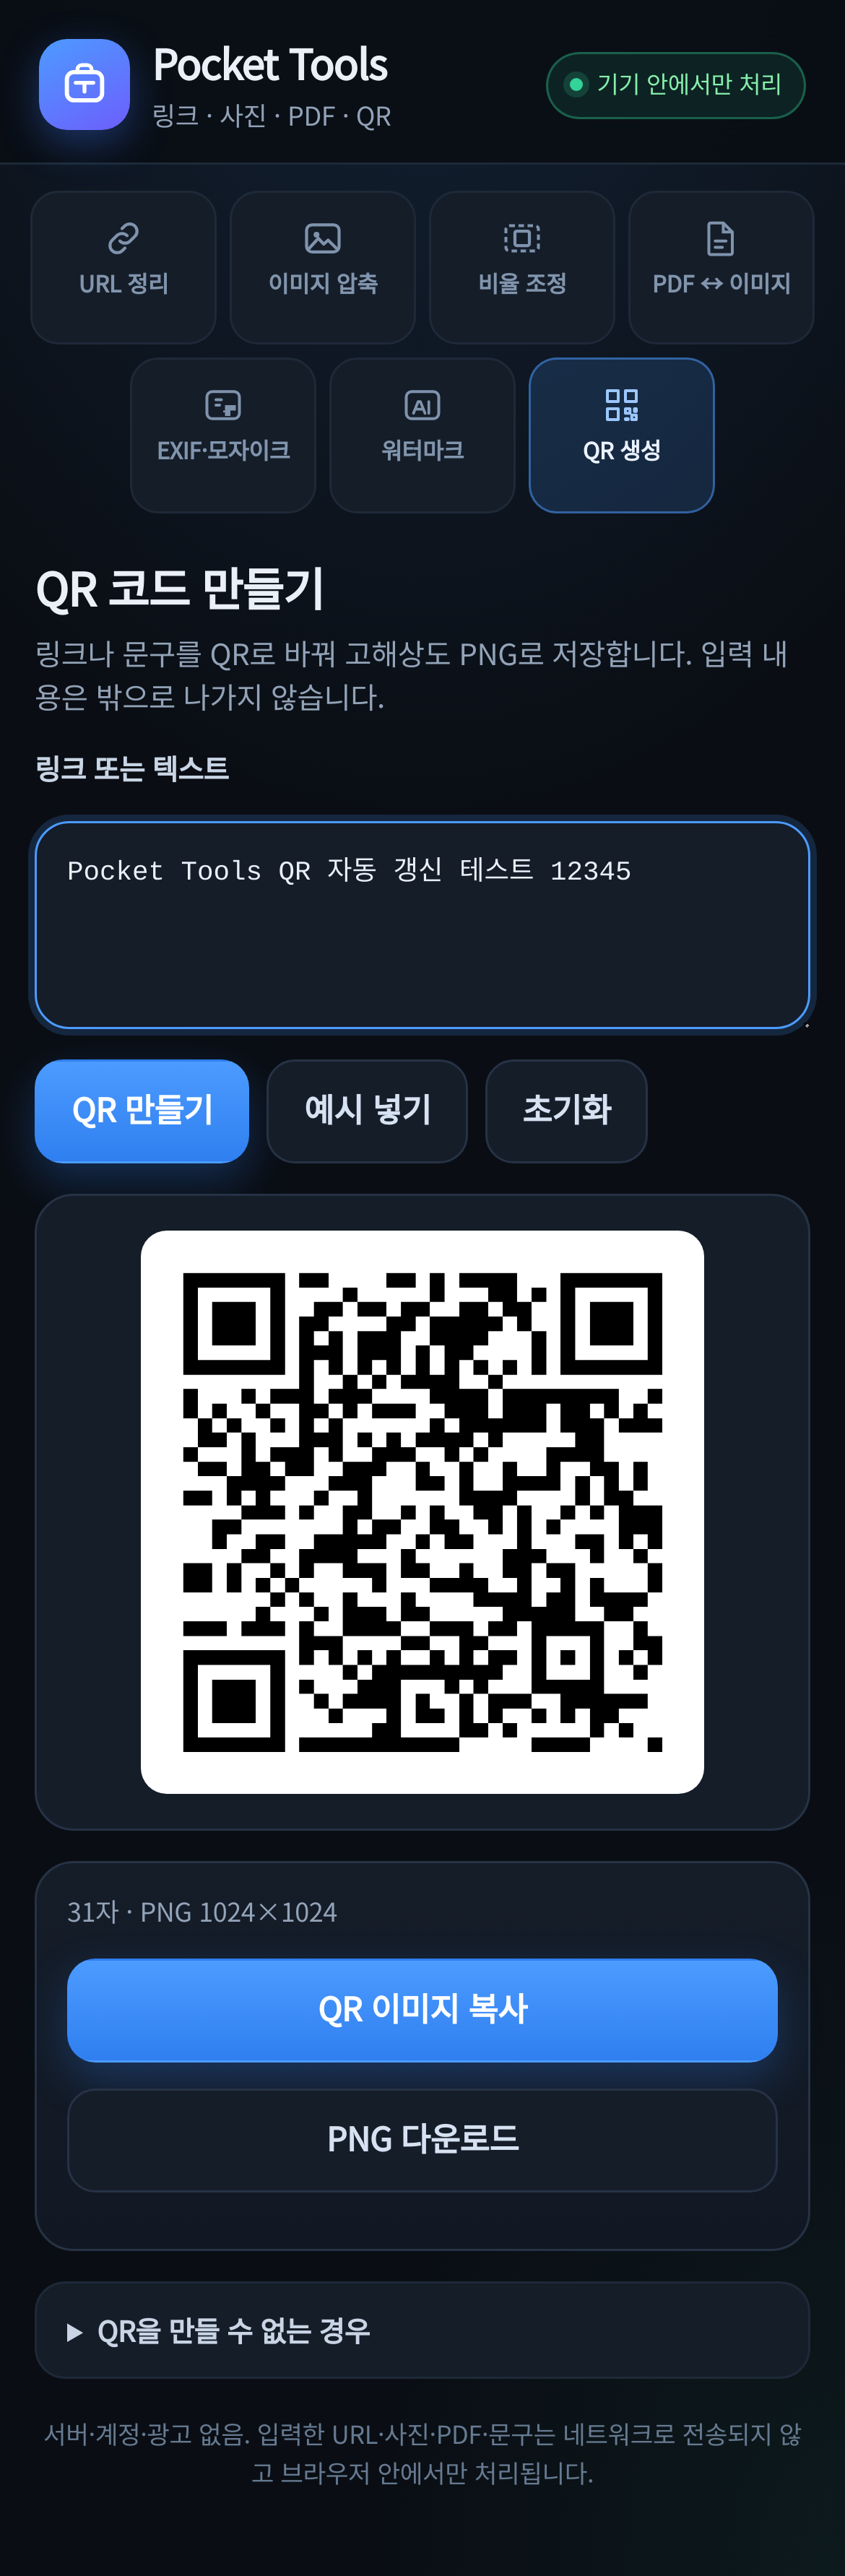 Pocket Tools
링크 · 사진 · PDF · QR
기기 안에서만 처리
URL 정리
이미지 압축
비율 조정
PDF ↔ 이미지
EXIF·모자이크
AI
워터마크
QR 생성
QR 코드 만들기
링크나 문구를 QR로 바꿔 고해상도 PNG로 저장합니다. 입력 내
용은 밖으로 나가지 않습니다.
링크 또는 텍스트
Pocket Tools QR 자동 갱신 테스트 12345
QR 만들기
예시 넣기
초기화
31자 · PNG 1024×1024
QR 이미지 복사
PNG 다운로드
▶ QR을 만들 수 없는 경우
서버·계정·광고 없음. 입력한 URL·사진·PDF·문구는 네트워크로 전송되지 않
고 브라우저 안에서만 처리됩니다.